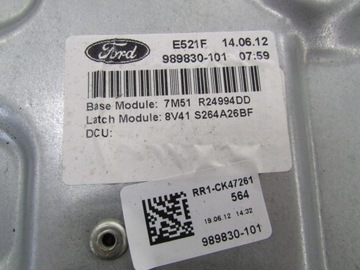 Ford
E521F 14.06.12
989830-101 07:59
Base Module: 7M51 R24994DD
Latch Module: 8V41 S264A26BF
DCU:
RR1-CK47261
564
19.06.12 14:32
989830-101